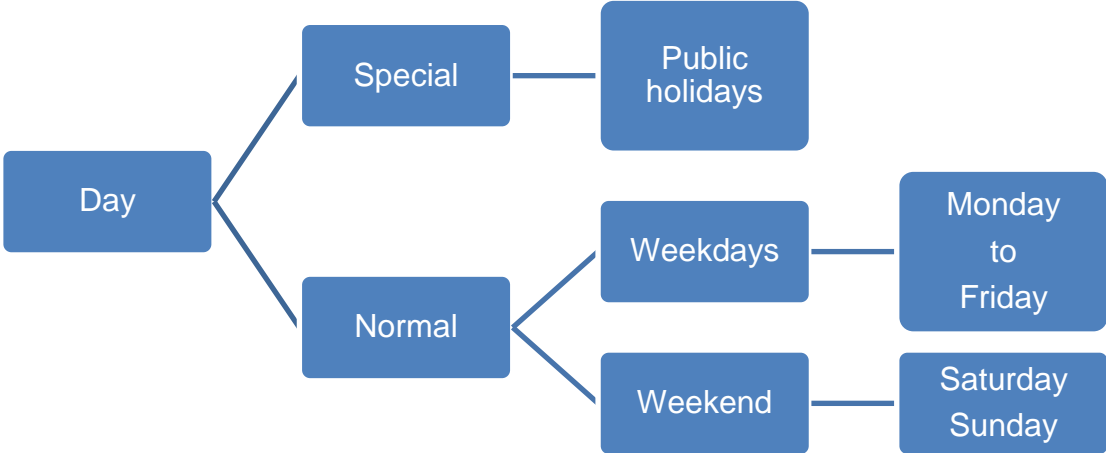 Day
Special
Public
holidays
Normal
Weekdays
Monday
to
Friday
Weekend
Saturday
Sunday